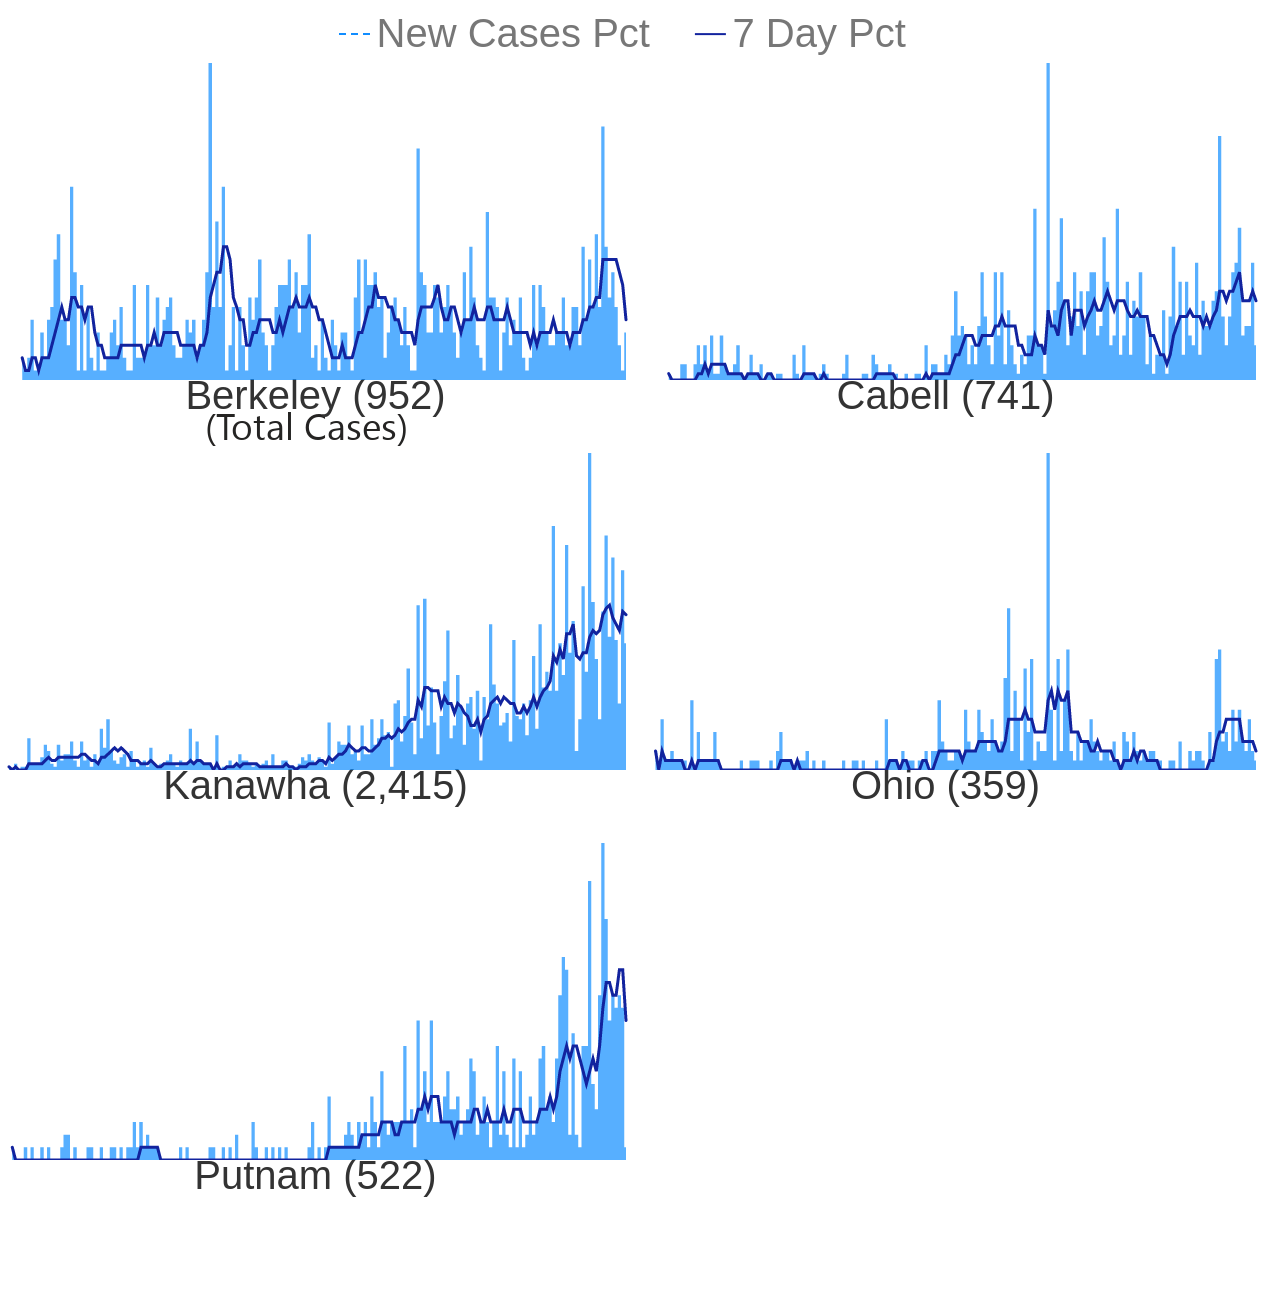 New Cases Pct 7 Day Pct
Berkeley (952)
(Total Cases)
Cabell (741)
Kanawha (2,415)
Ohio (359)
Putnam (522)